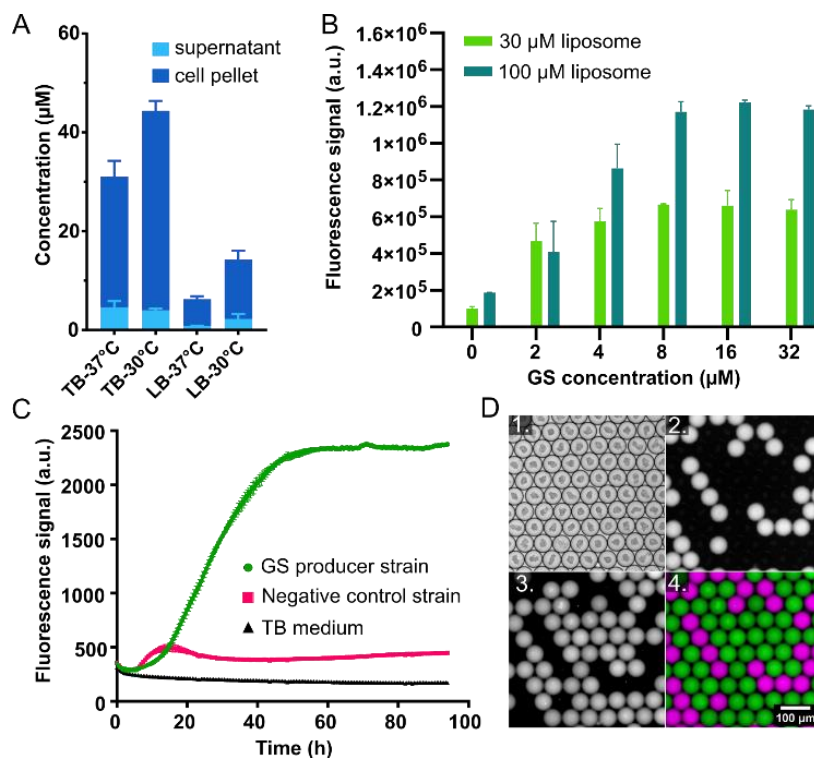 A
60
40
20
0
Concentration (µM)
supernatant
cell pellet
TB-37°C
TB-30°C
LB-37°C
LB-30°C
B
1.6×10⁶
1.4×10⁶
1.2×10⁶
1.0×10⁶
8×10⁵
6×10⁵
4×10⁵
2×10⁵
0
Fluorescence signal (a.u.)
30 µM liposome
100 µM liposome
0 2 4 8 16 32
GS concentration (µM)
C
2500
2000
1500
1000
500
0
Fluorescence signal (a.u.)
GS producer strain
Negative control strain
TB medium
0 20 40 60 80 100
Time (h)
D
1.
2.
3.
4.
100 µm